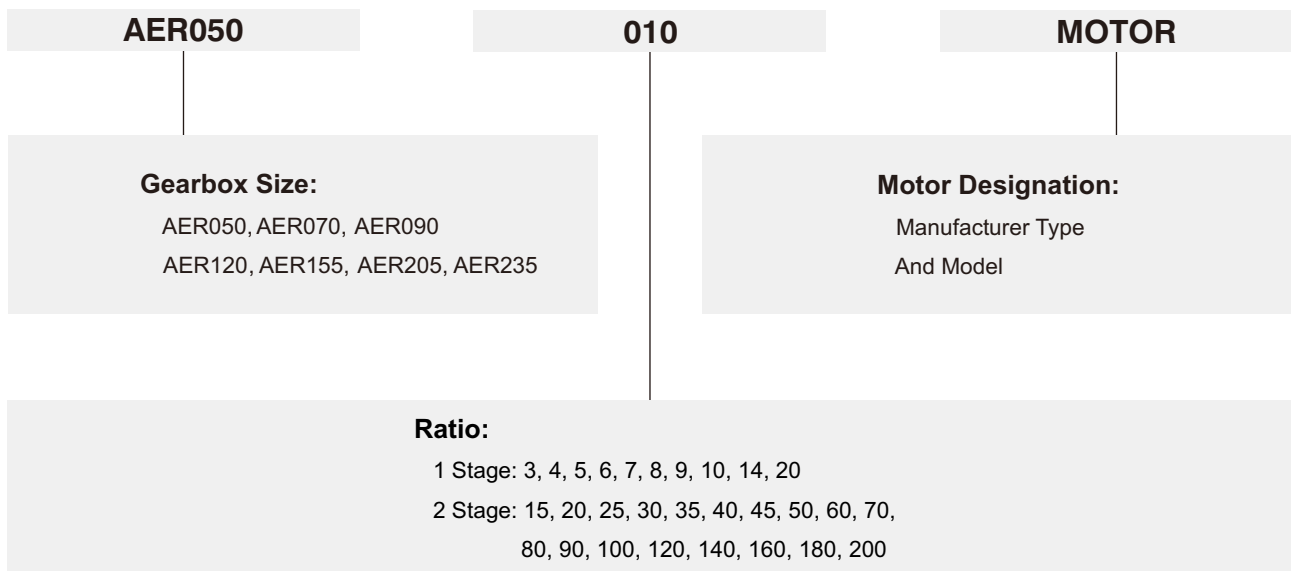 AER050 010 MOTOR
Gearbox Size:
AER050, AER070, AER090
AER120, AER155, AER205, AER235
Motor Designation:
Manufacturer Type
And Model
Ratio:
1 Stage: 3, 4, 5, 6, 7, 8, 9, 10, 14, 20
2 Stage: 15, 20, 25, 30, 35, 40, 45, 50, 60, 70,
80, 90, 100, 120, 140, 160, 180, 200